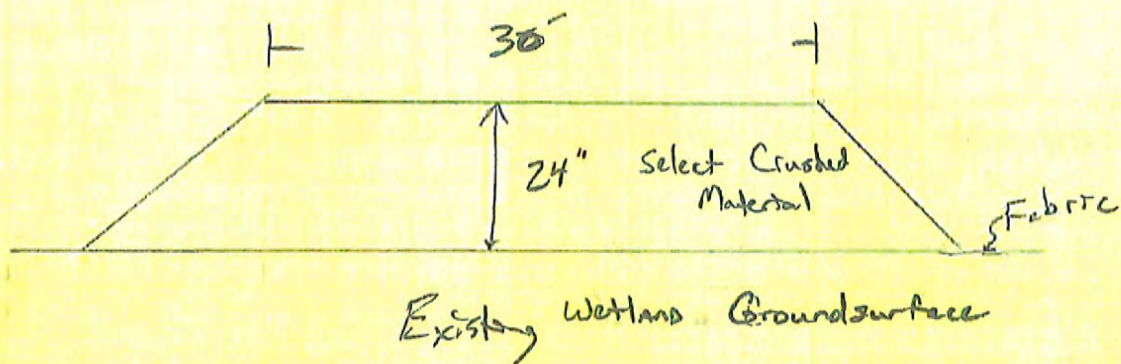 30'
24"
Select Crushed
Material
Fabric
Existing Wetland Groundsurface